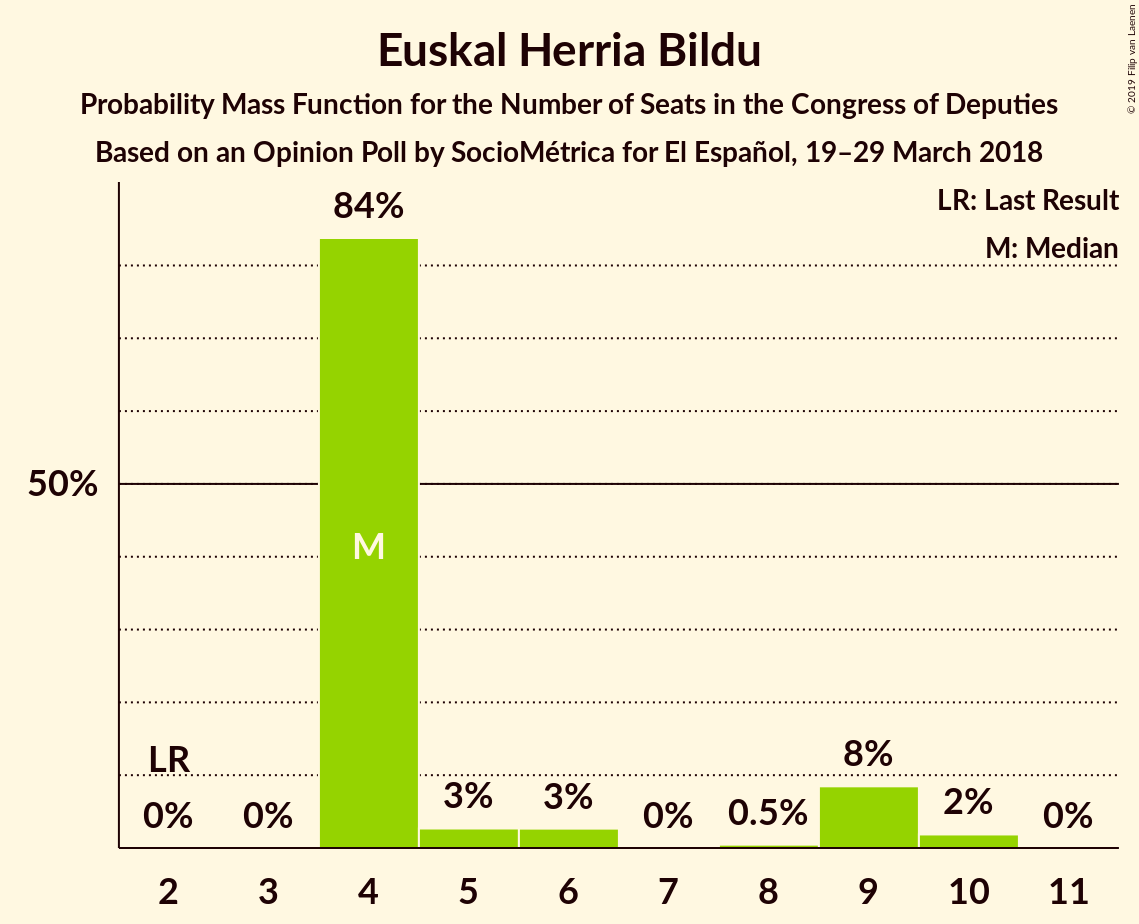 Euskal Herria Bildu
Probability Mass Function for the Number of Seats in the Congress of Deputies
Based on an Opinion Poll by SocioMétrica for El Español, 19–29 March 2018
© 2019 Filip van Laenen
LR: Last Result
M: Median
84%
50%
M
LR
0%
0%
3%
3%
0%
0.5%
8%
2%
0%
2 3 4 5 6 7 8 9 10 11